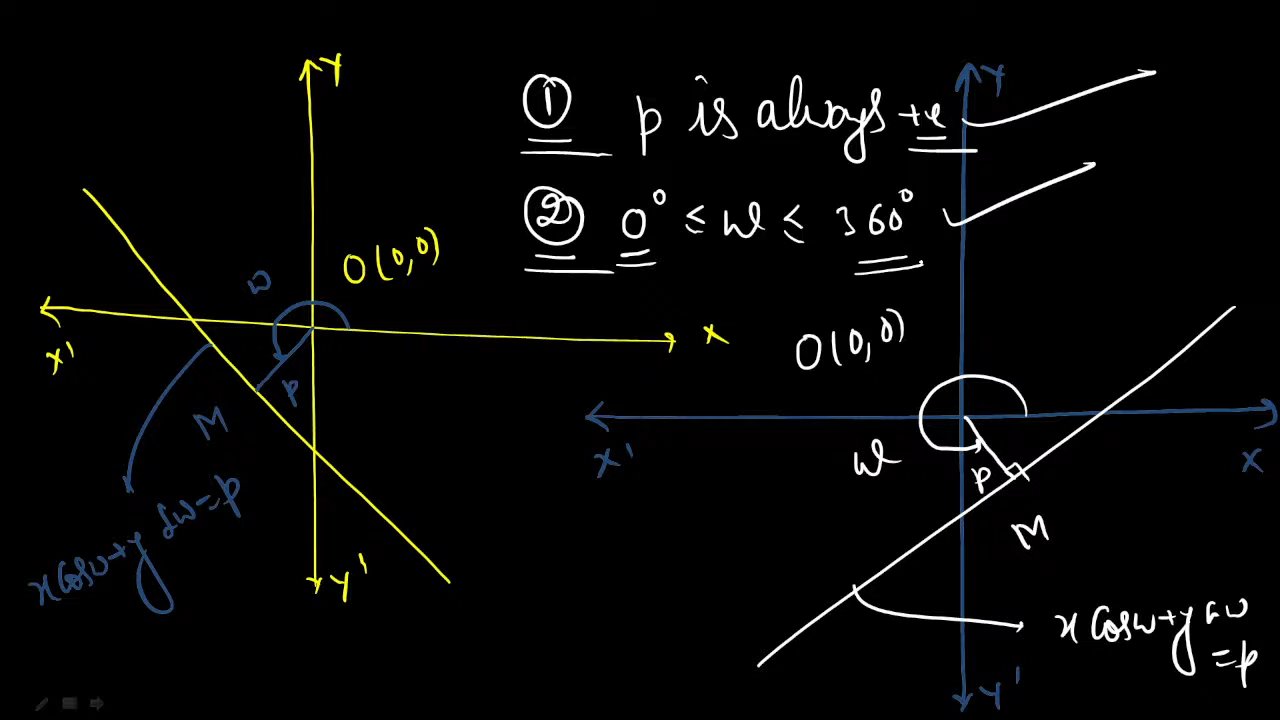 ① p is always +ve
② 0° ≤ ω ≤ 360°
Y
O(0,0)
ω
X'
X
p
M
x cosω + y sinω = p
Y'
Y
O(0,0)
X'
X
ω
p
M
x cosω + y sinω
= p
Y'